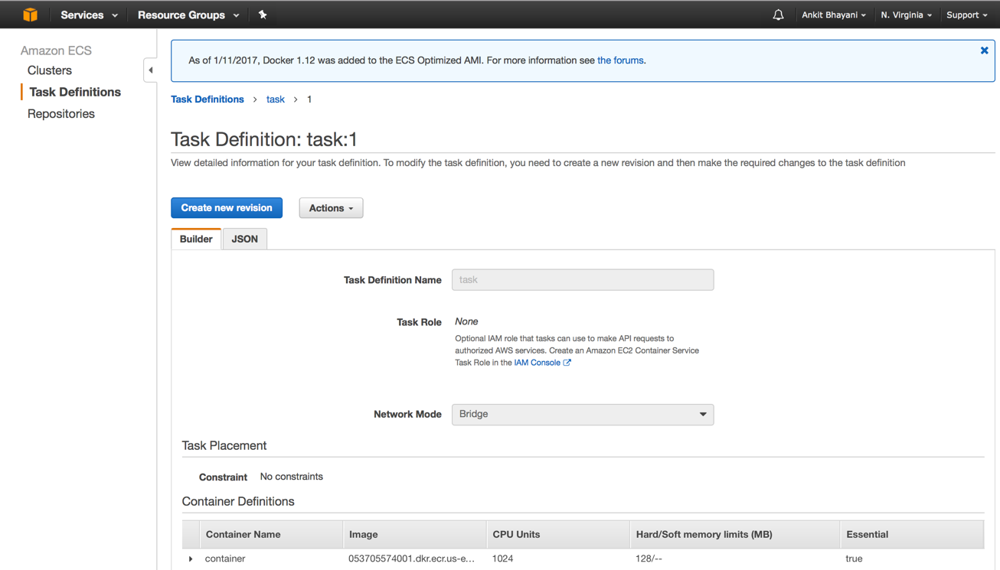 Services Resource Groups Ankit Bhayani N. Virginia Support
Amazon ECS
Clusters
Task Definitions
Repositories
As of 1/11/2017, Docker 1.12 was added to the ECS Optimized AMI. For more information see the forums.
Task Definitions > task > 1
Task Definition: task:1
View detailed information for your task definition. To modify the task definition, you need to create a new revision and then make the required changes to the task definition
Create new revision Actions
Builder JSON
Task Definition Name task
Task Role None
Optional IAM role that tasks can use to make API requests to
authorized AWS services. Create an Amazon EC2 Container Service
Task Role in the IAM Console
Network Mode Bridge
Task Placement
Constraint No constraints
Container Definitions
Container Name Image CPU Units Hard/Soft memory limits (MB) Essential
container 053705574001.dkr.ecr.us-e... 1024 128/-- true